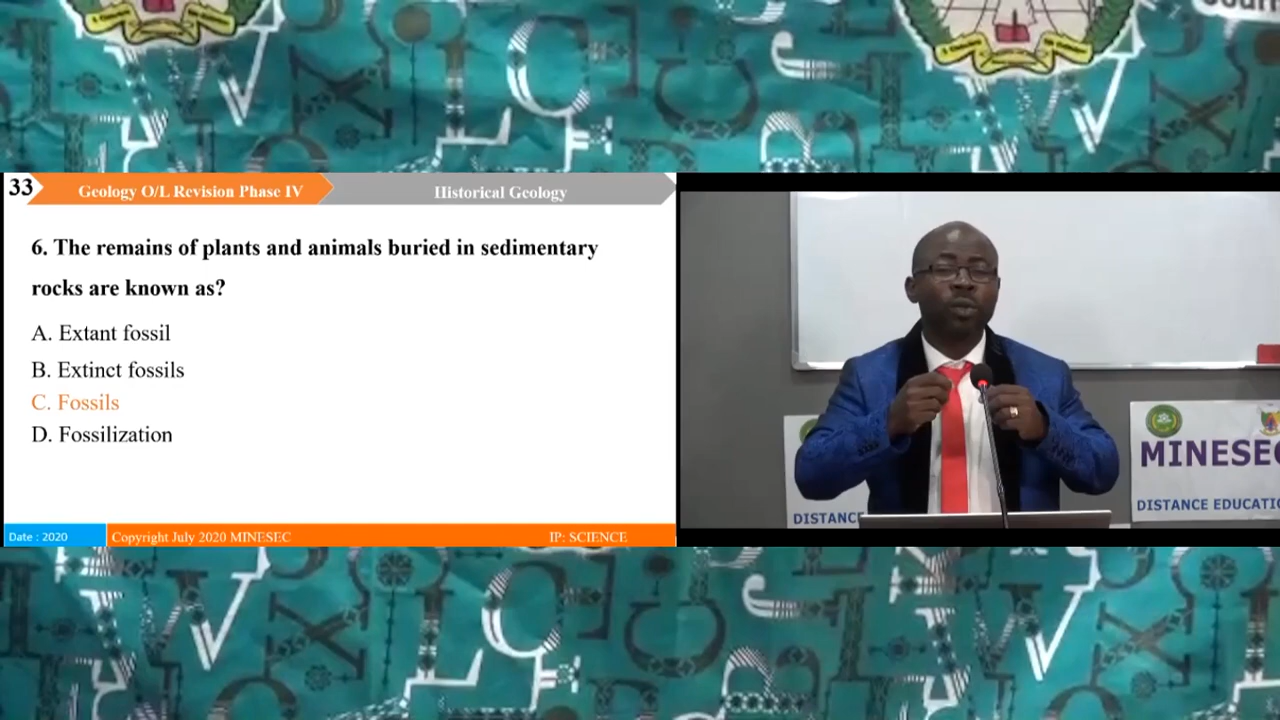 33
Geology O/L Revision Phase IV
Historical Geology
6. The remains of plants and animals buried in sedimentary
rocks are known as?
A. Extant fossil
B. Extinct fossils
C. Fossils
D. Fossilization
Date : 2020
Copyright July 2020 MINESEC
IP: SCIENCE
MINESEC
DISTANCE EDUCATIO
DISTANCE